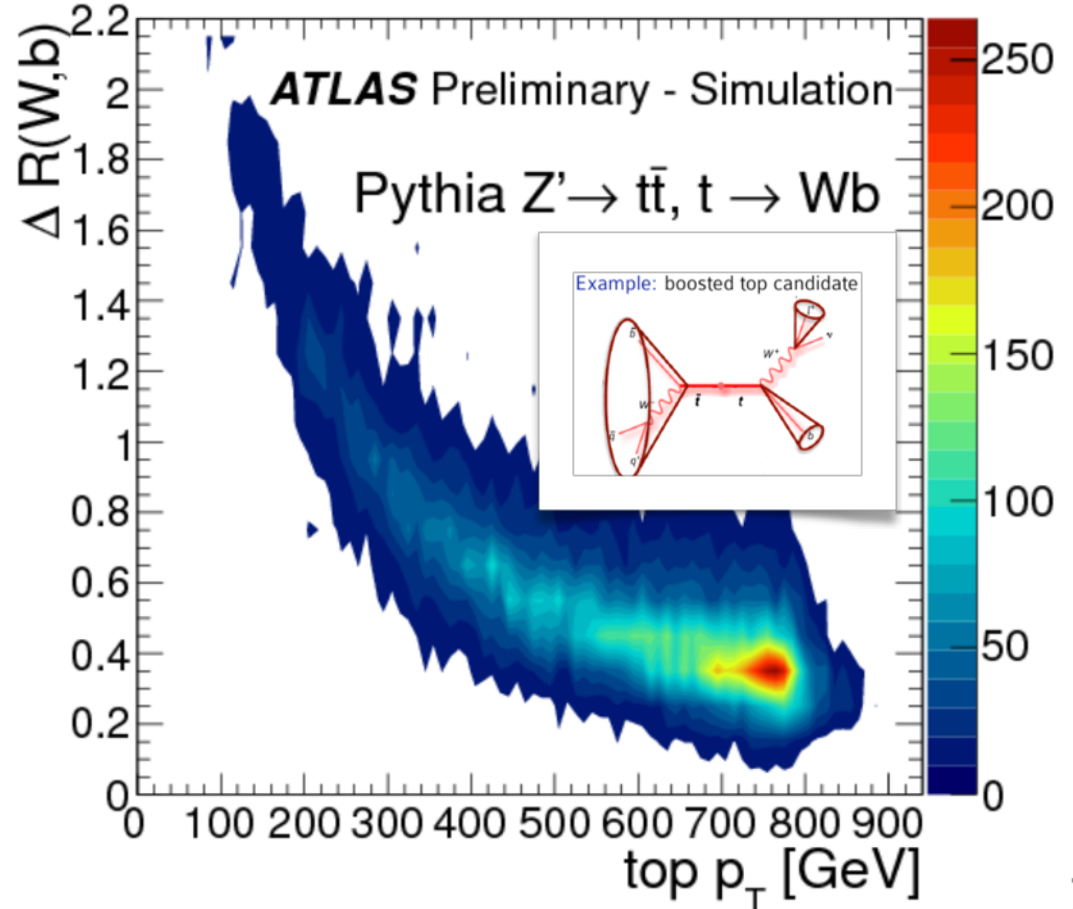 Δ R(W,b)
2.2
2
1.8
1.6
1.4
1.2
1
0.8
0.6
0.4
0.2
0
ATLAS Preliminary - Simulation
Pythia Z'→ tt̄, t → Wb
Example: boosted top candidate
b̄
W⁻
q̄
q'
t̄
t
W⁺
l⁺
ν
b
250
200
150
100
50
0
0 100 200 300 400 500 600 700 800 900
top p_T [GeV]